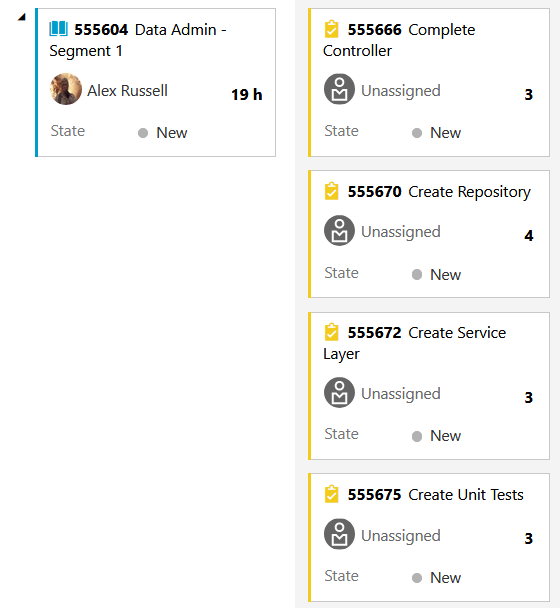 555604 Data Admin -
Segment 1
Alex Russell
19 h
State
New
555666 Complete
Controller
Unassigned
3
State
New
555670 Create Repository
Unassigned
4
State
New
555672 Create Service
Layer
Unassigned
3
State
New
555675 Create Unit Tests
Unassigned
3
State
New